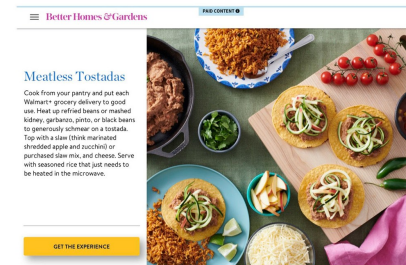 PAID CONTENT
Better Homes & Gardens
Meatless Tostadas
Cook from your pantry and put each
Walmart+ grocery delivery to good
use. Heat up refried beans or mashed
kidney, garbanzo, pinto, or black beans
to generously schmear on a tostada.
Top with a slaw (think marinated
shredded apple and zucchini) or
purchased slaw mix, and cheese. Serve
with seasoned rice that just needs to
be heated in the microwave.
GET THE EXPERIENCE